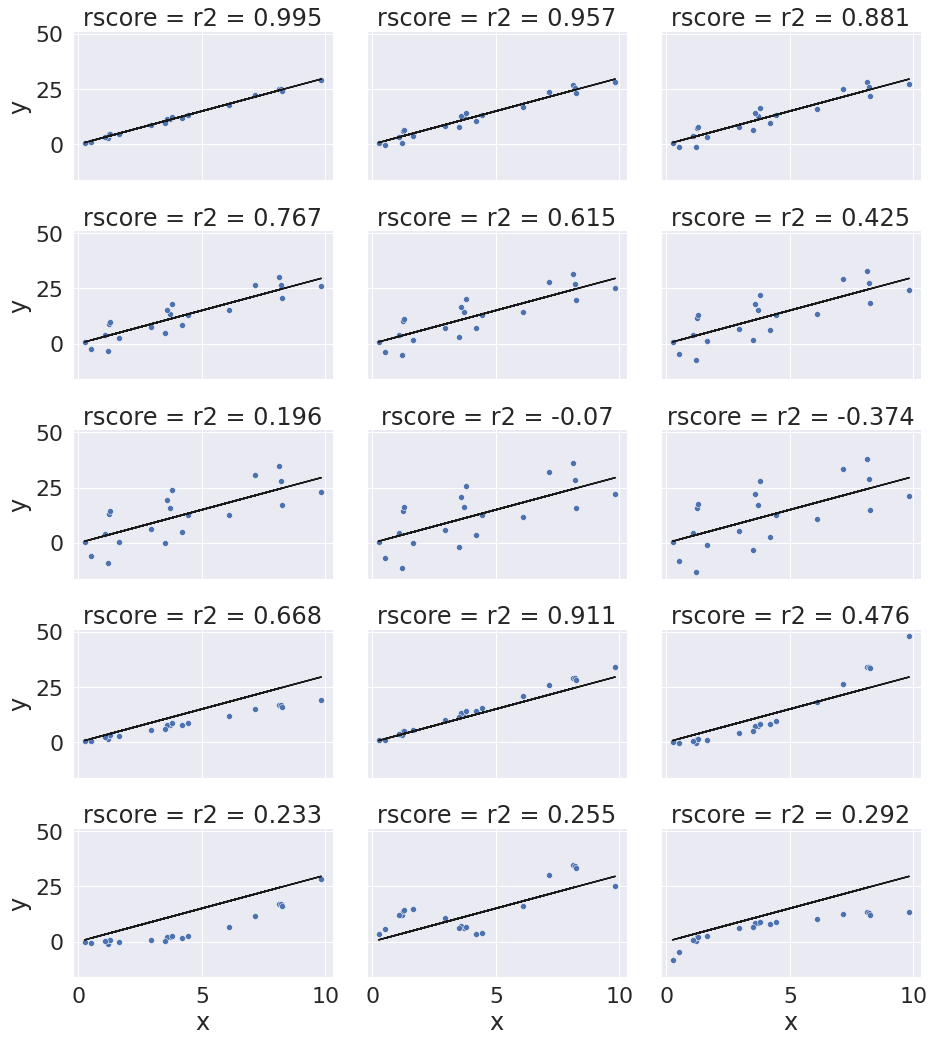 rscore = r2 = 0.995 rscore = r2 = 0.957 rscore = r2 = 0.881
50
25
0
y
rscore = r2 = 0.767 rscore = r2 = 0.615 rscore = r2 = 0.425
50
25
0
y
rscore = r2 = 0.196 rscore = r2 = -0.07 rscore = r2 = -0.374
50
25
0
y
rscore = r2 = 0.668 rscore = r2 = 0.911 rscore = r2 = 0.476
50
25
0
y
rscore = r2 = 0.233 rscore = r2 = 0.255 rscore = r2 = 0.292
50
25
0
y
0 5 10 0 5 10 0 5 10
x x x